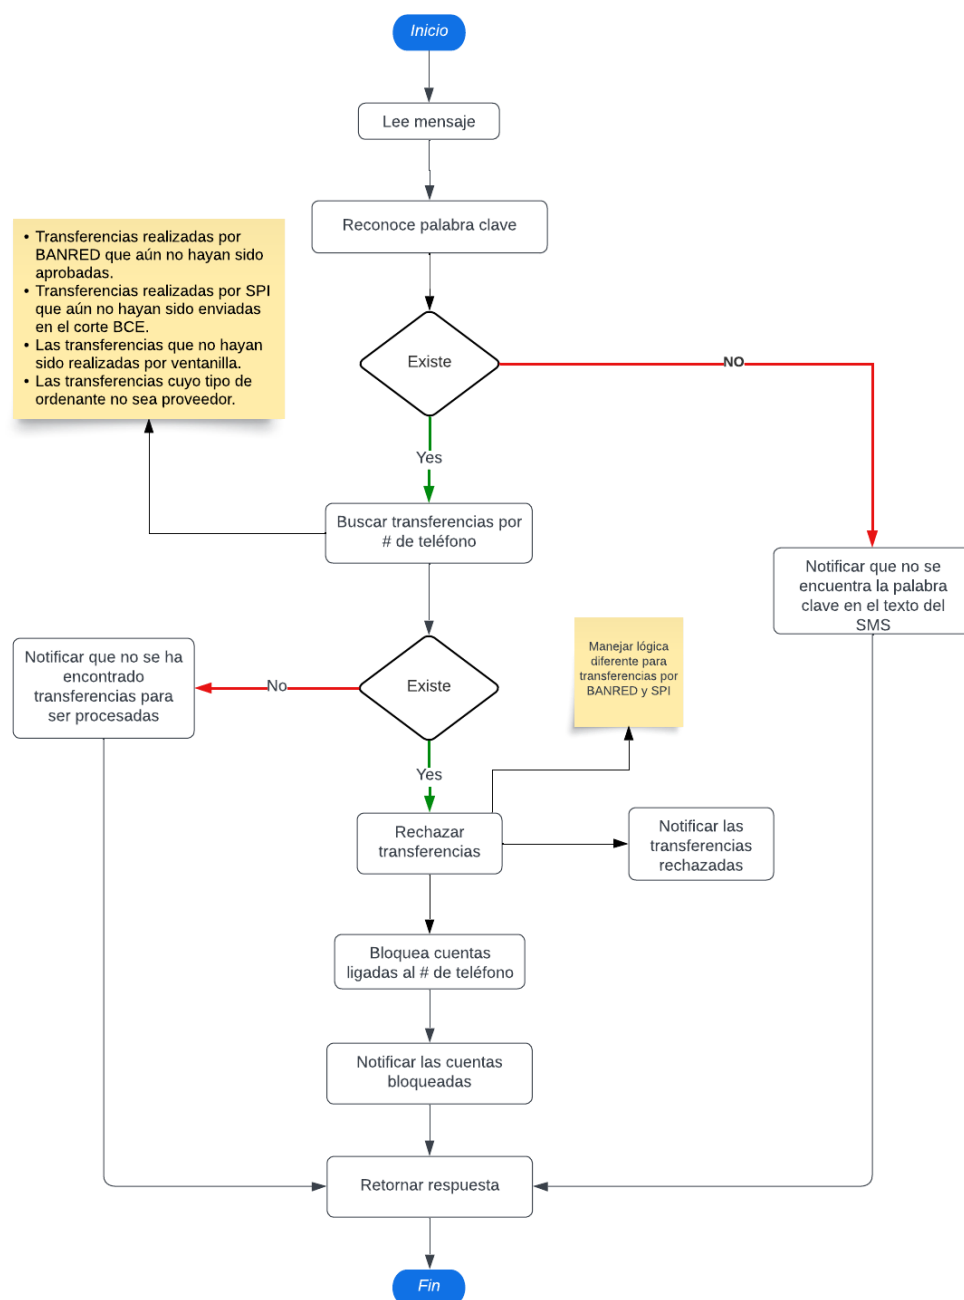 Inicio
Lee mensaje
Reconoce palabra clave
• Transferencias realizadas por
BANRED que aún no hayan sido
aprobadas.
• Transferencias realizadas por SPI
que aún no hayan sido enviadas
en el corte BCE.
• Las transferencias que no hayan
sido realizadas por ventanilla.
• Las transferencias cuyo tipo de
ordenante no sea proveedor.
Existe
NO
Yes
Buscar transferencias por
# de teléfono
Notificar que no se
encuentra la palabra
clave en el texto del
SMS
Notificar que no se ha
encontrado
transferencias para
ser procesadas
No
Existe
Manejar lógica
diferente para
transferencias por
BANRED y SPI
Yes
Rechazar
transferencias
Notificar las
transferencias
rechazadas
Bloquea cuentas
ligadas al # de teléfono
Notificar las cuentas
bloqueadas
Retornar respuesta
Fin